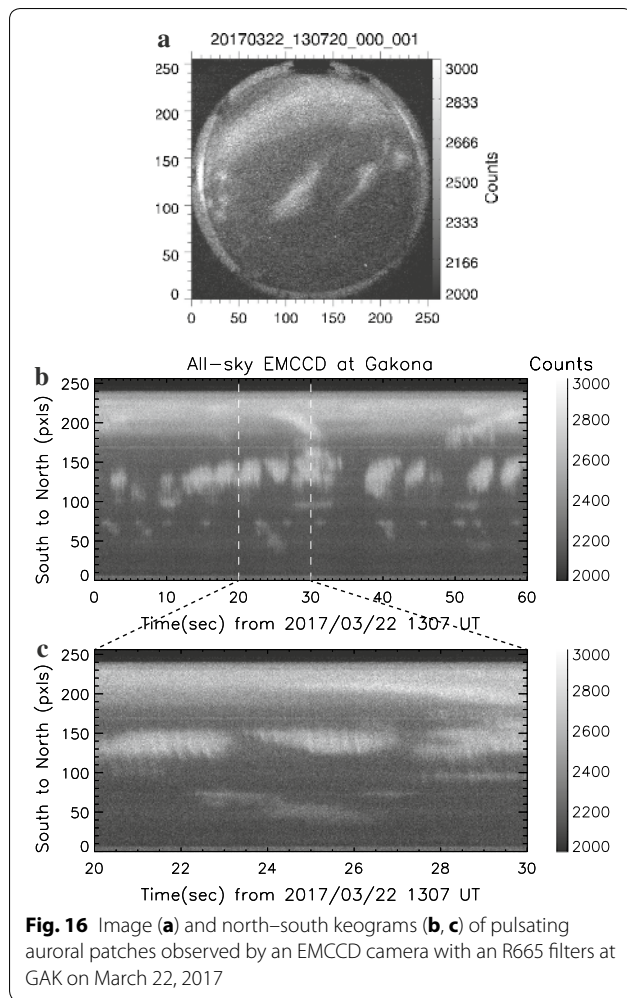 a 20170322_130720_000_001
250
200
150
100
50
0
0 50 100 150 200 250
3000
2833
2666
2500
2333
2166
2000
Counts
b All-sky EMCCD at Gakona Counts
South to North (pxls)
250
200
150
100
50
0
0 10 20 30 40 50 60
Time(sec) from 2017/03/22 1307 UT
3000
2800
2600
2400
2200
2000
c
South to North (pxls)
250
200
150
100
50
0
20 22 24 26 28 30
Time(sec) from 2017/03/22 1307 UT
3000
2800
2600
2400
2200
2000
Fig. 16 Image (a) and north–south keograms (b, c) of pulsating
auroral patches observed by an EMCCD camera with an R665 filters at
GAK on March 22, 2017